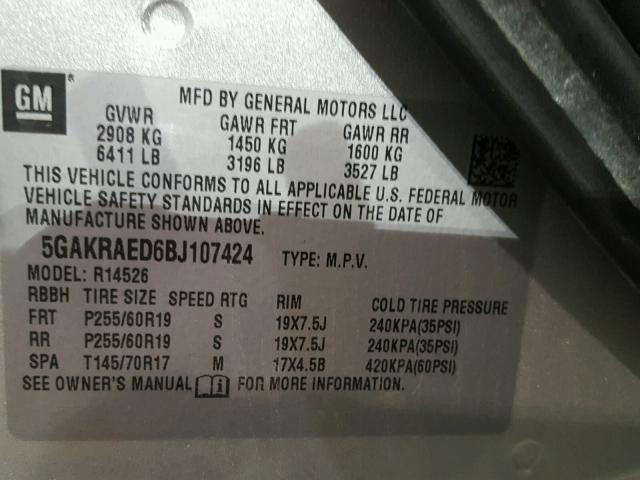 GM ®
MFD BY GENERAL MOTORS LLC
GVWR GAWR FRT GAWR RR
2908 KG 1450 KG 1600 KG
6411 LB 3196 LB 3527 LB
THIS VEHICLE CONFORMS TO ALL APPLICABLE U.S. FEDERAL MOTOR
VEHICLE SAFETY STANDARDS IN EFFECT ON THE DATE OF
MANUFACTURE SHOWN ABOVE.
5GAKRAED6BJ107424 TYPE: M.P.V.
MODEL: R14526
RBBH TIRE SIZE SPEED RTG RIM COLD TIRE PRESSURE
FRT P255/60R19 S 19X7.5J 240KPA(35PSI)
RR P255/60R19 S 19X7.5J 240KPA(35PSI)
SPA T145/70R17 M 17X4.5B 420KPA(60PSI)
SEE OWNER'S MANUAL FOR MORE INFORMATION.